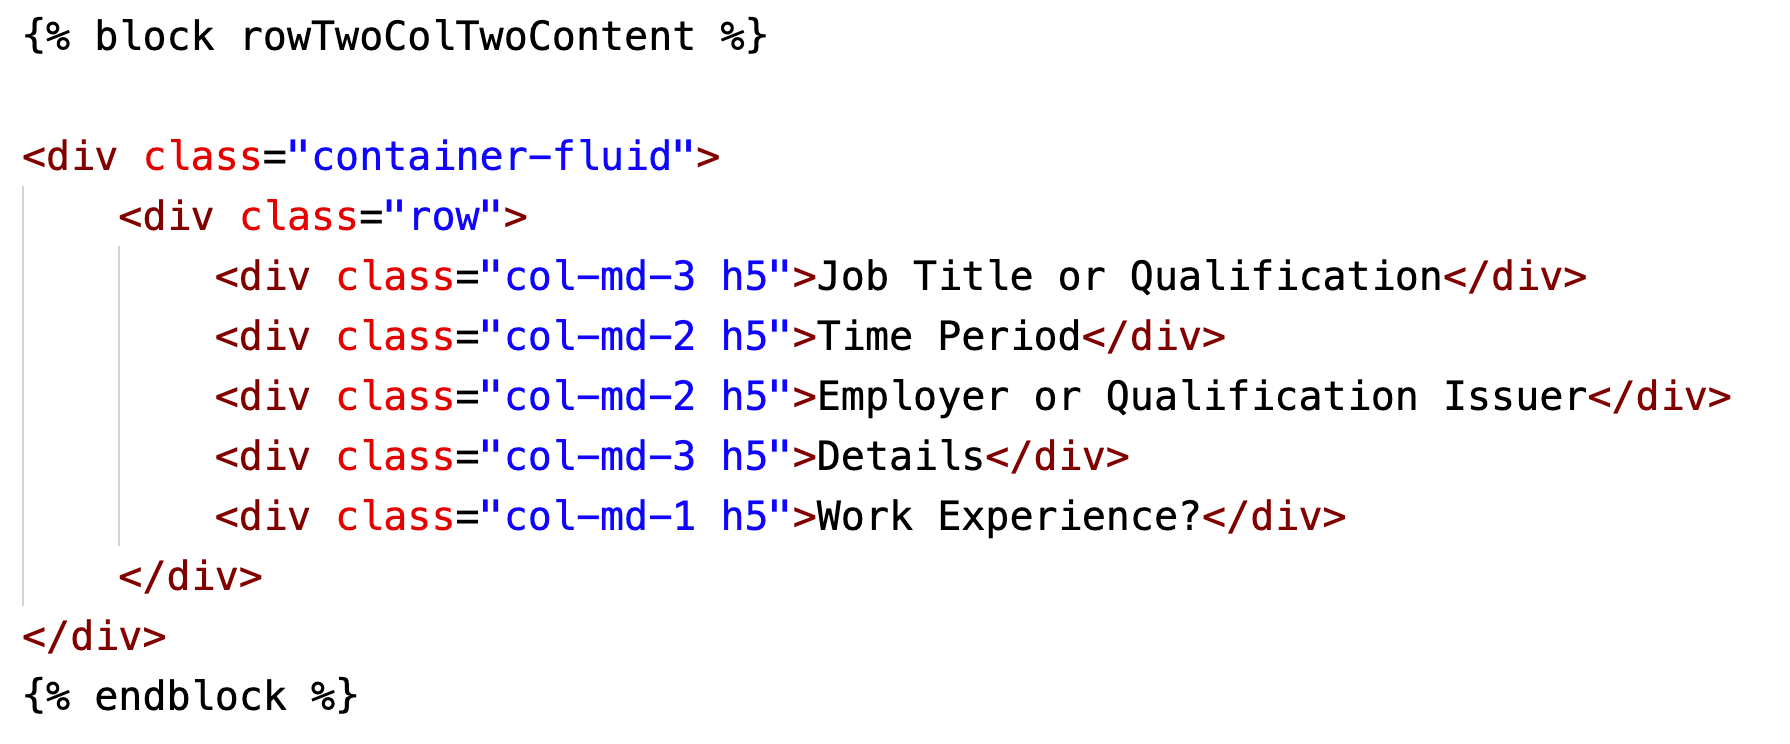 {% block rowTwoColTwoContent %}
<div class="container-fluid">
<div class="row">
<div class="col-md-3 h5">Job Title or Qualification</div>
<div class="col-md-2 h5">Time Period</div>
<div class="col-md-2 h5">Employer or Qualification Issuer</div>
<div class="col-md-3 h5">Details</div>
<div class="col-md-1 h5">Work Experience?</div>
</div>
</div>
{% endblock %}